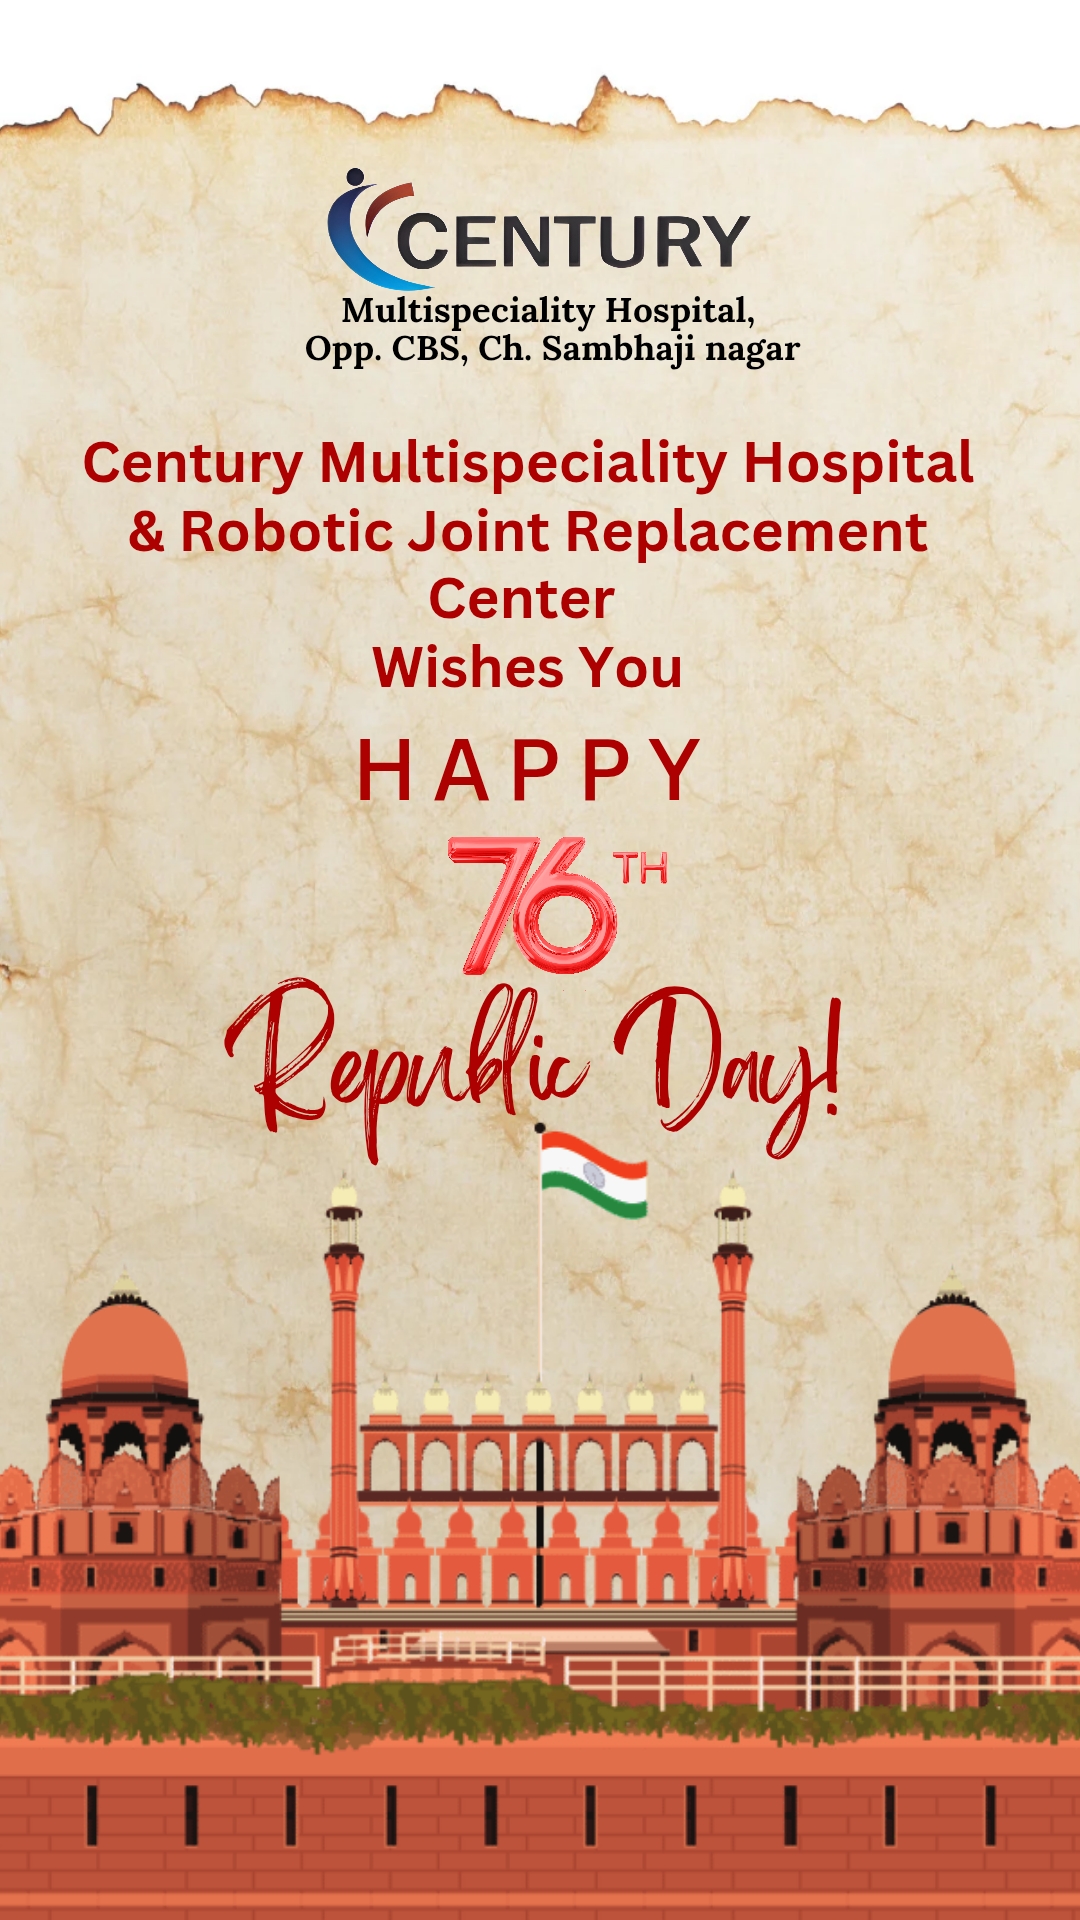 CENTURY
Multispeciality Hospital,
Opp. CBS, Ch. Sambhaji nagar
Century Multispeciality Hospital
& Robotic Joint Replacement
Center
Wishes You
HAPPY
76TH
Republic Day!